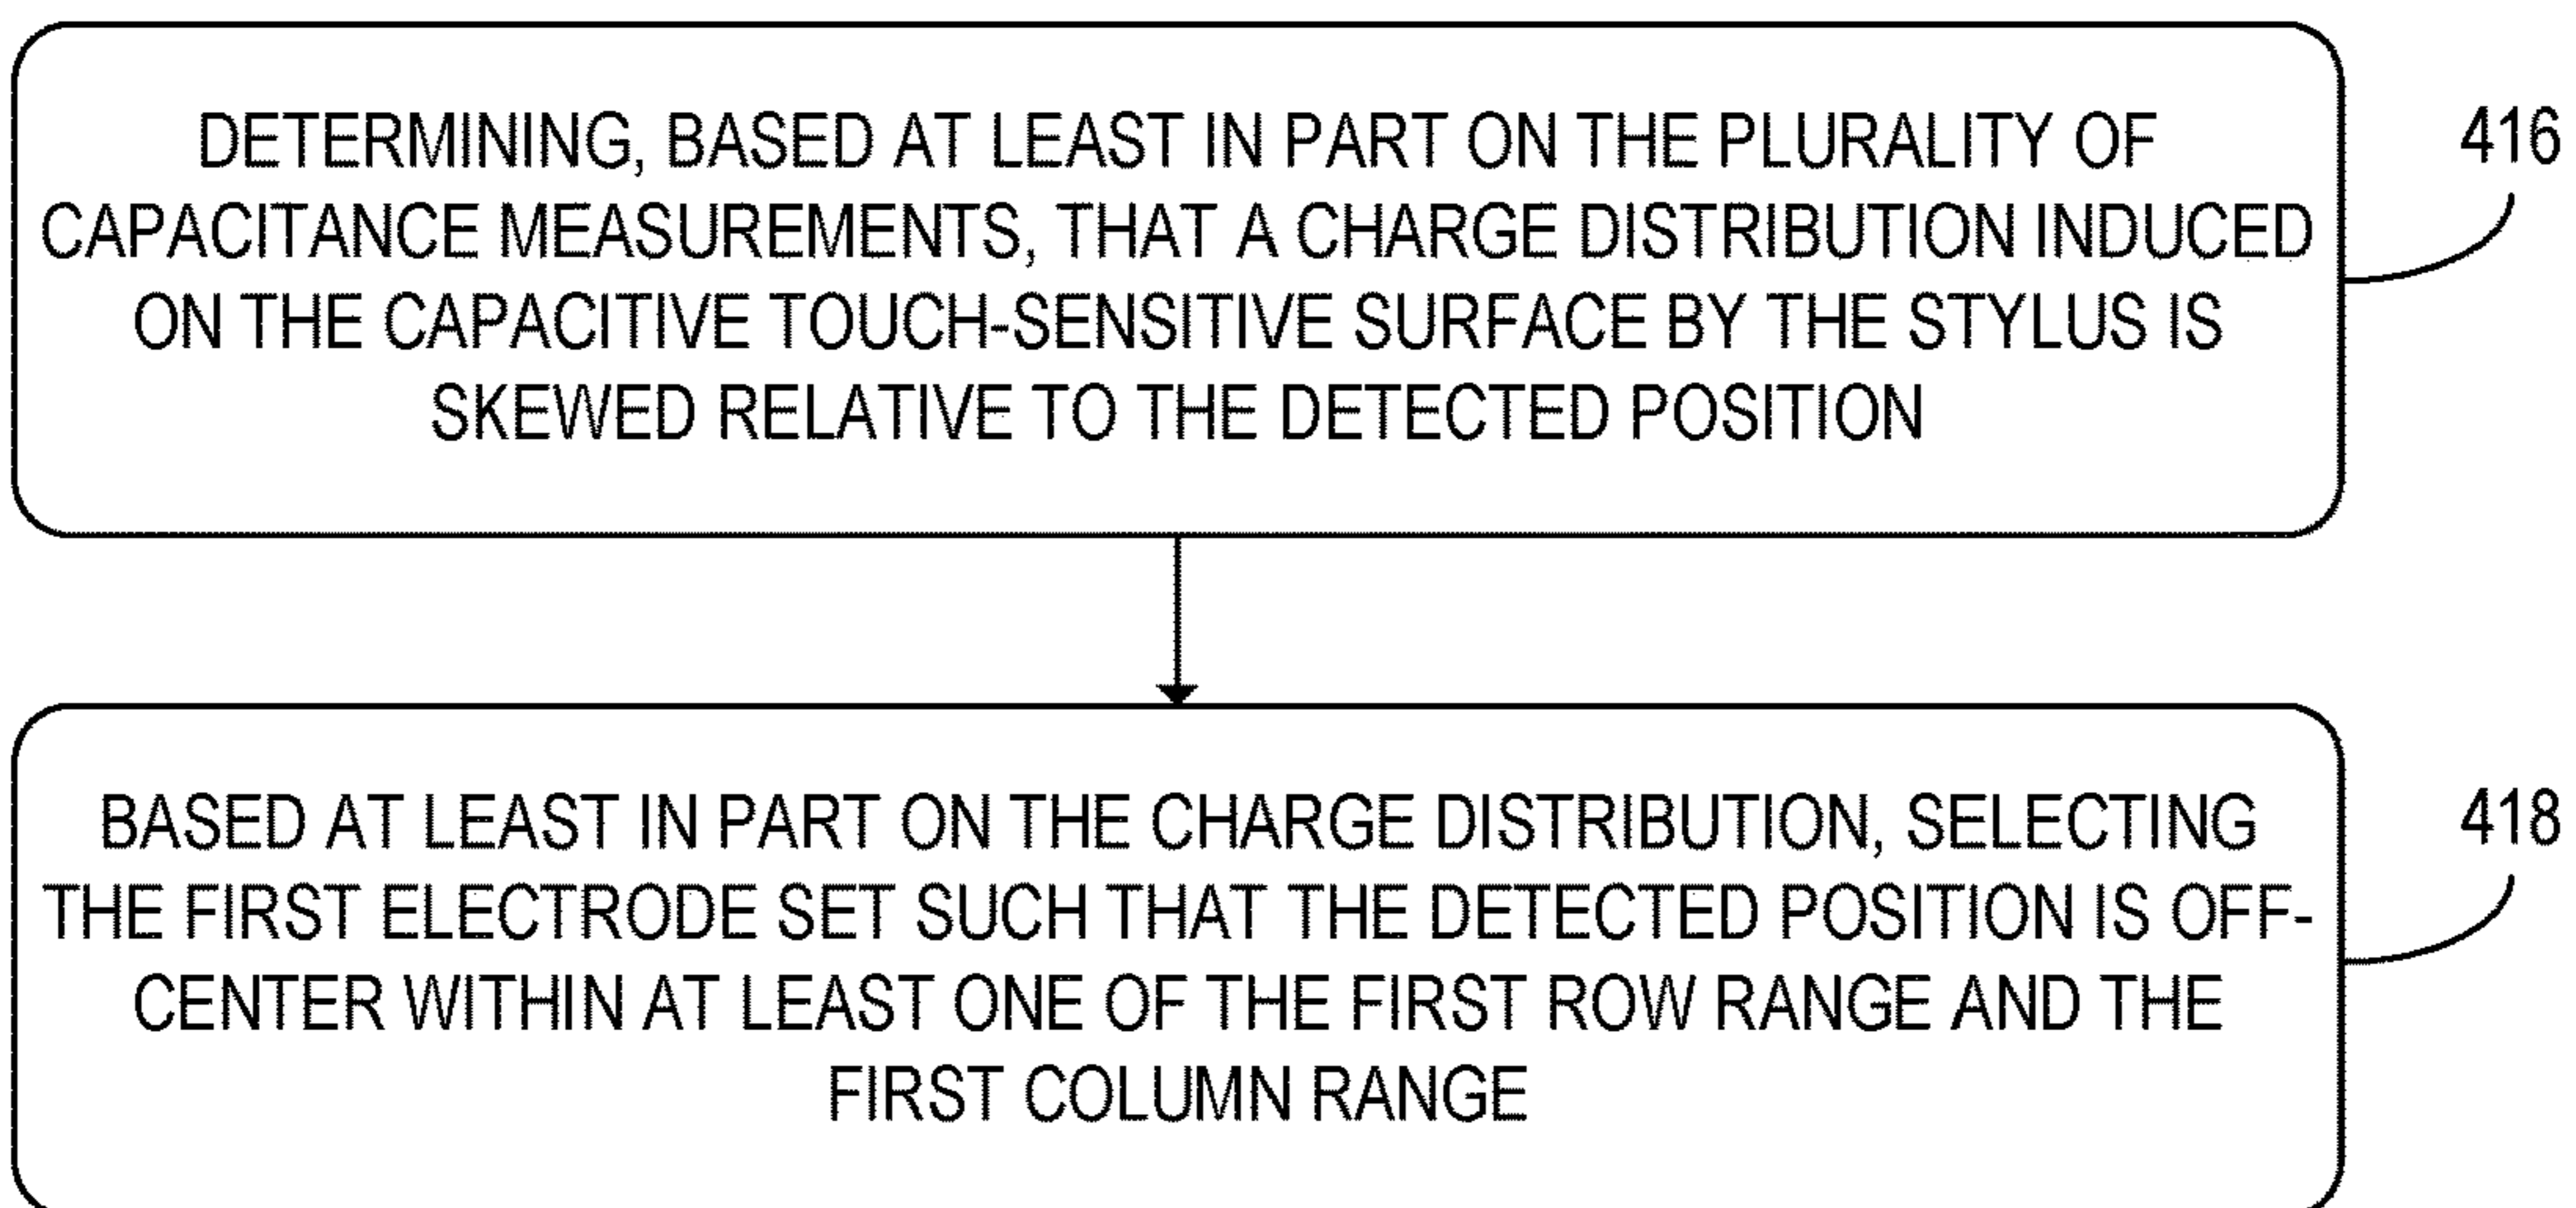 DETERMINING, BASED AT LEAST IN PART ON THE PLURALITY OF
CAPACITANCE MEASUREMENTS, THAT A CHARGE DISTRIBUTION INDUCED
ON THE CAPACITIVE TOUCH-SENSITIVE SURFACE BY THE STYLUS IS
SKEWED RELATIVE TO THE DETECTED POSITION
416
BASED AT LEAST IN PART ON THE CHARGE DISTRIBUTION, SELECTING
THE FIRST ELECTRODE SET SUCH THAT THE DETECTED POSITION IS OFF-
CENTER WITHIN AT LEAST ONE OF THE FIRST ROW RANGE AND THE
FIRST COLUMN RANGE
418